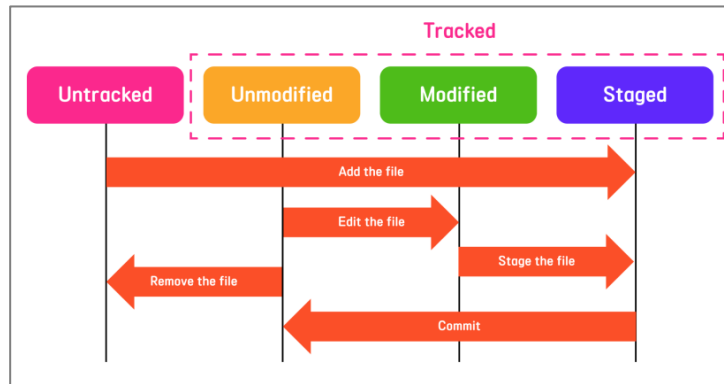 Tracked
Untracked
Unmodified
Modified
Staged
Add the file
Edit the file
Stage the file
Remove the file
Commit